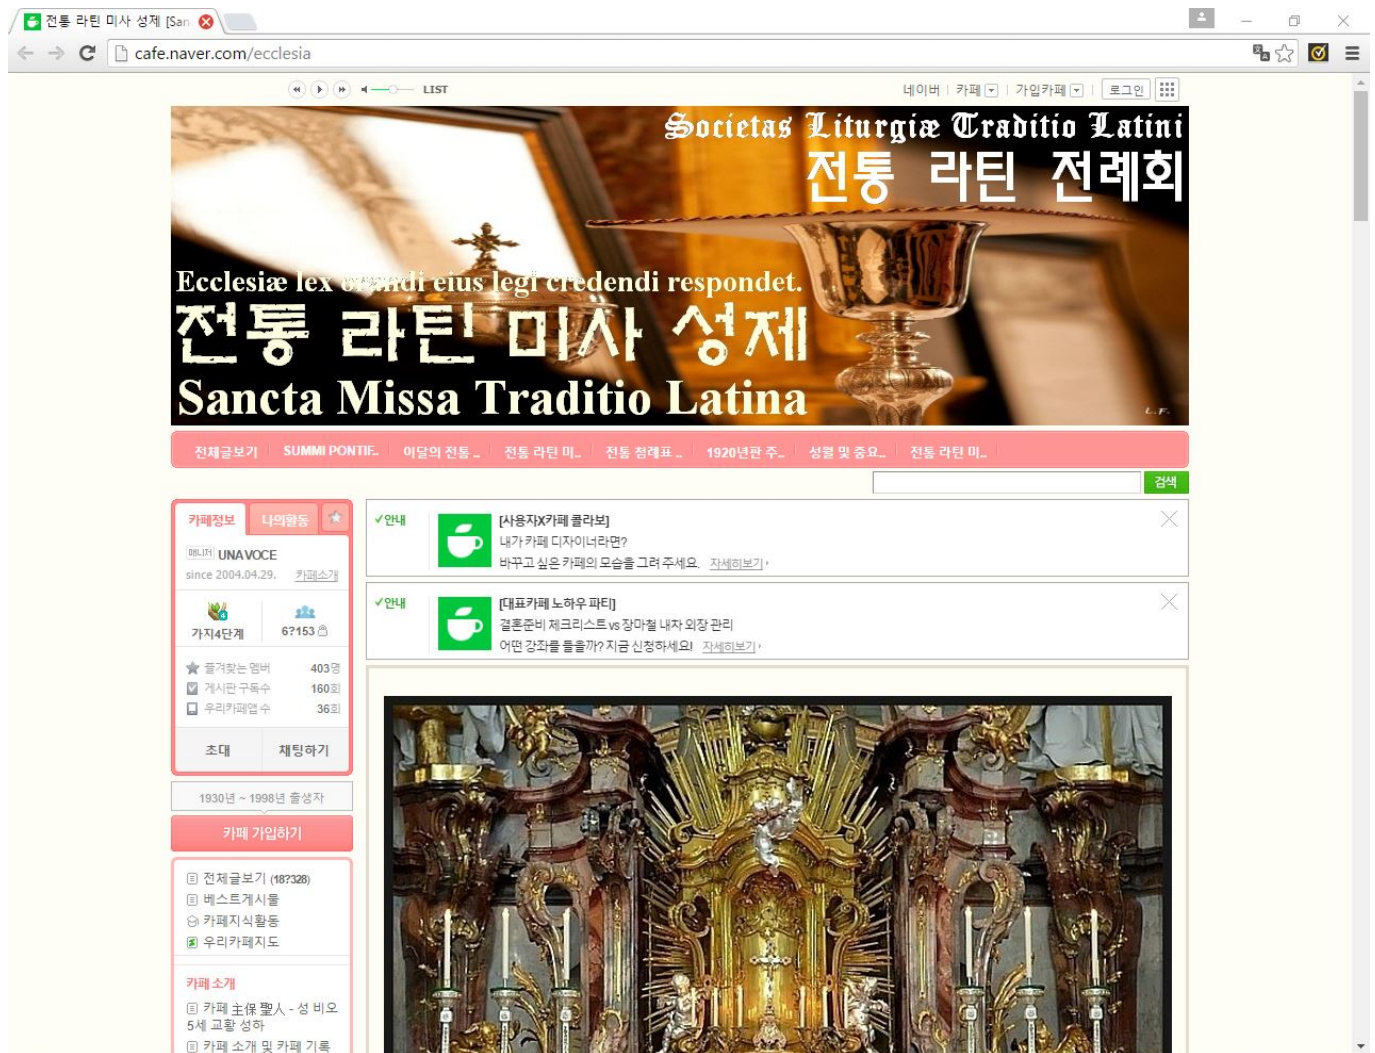 전통 라틴 미사 성제 [San
cafe.naver.com/ecclesia
LIST
네이버 카페 가입카페 로그인
Societas Liturgiæ Traditio Latini
전통 라틴 전례회
Ecclesiæ lex orandi eius legi credendi respondet.
전통 라틴 미사 성제
Sancta Missa Traditio Latina
L.F.
전체글보기 SUMMI PONTIF.. 이달의 전통 .. 전통 라틴 미.. 전통 첨례표 .. 1920년판 주.. 성월 및 중요.. 전통 라틴 미..
검색
카페정보 나의활동
매니저 UNAVOCE
since 2004.04.29. 카페소개
가지4단계 6?153
즐겨찾는 멤버 403명
게시판 구독수 160회
우리카페앱 수 36회
초대 채팅하기
1930년 ~ 1998년 출생자
카페 가입하기
전체글보기 (18?328)
베스트게시물
카페지식활동
우리카페지도
카페 소개
카페 主保 聖人 - 성 비오
5세 교황 성하
카페 소개 및 카페 기록
안내 [사용자X카페 콜라보]
내가 카페 디자이너라면?
바꾸고 싶은 카페의 모습을 그려 주세요. 자세히보기
안내 [대표카페 노하우 파티]
결혼준비 체크리스트 vs 장마철 내차 외장 관리
어떤 강좌를 들을까? 지금 신청하세요! 자세히보기